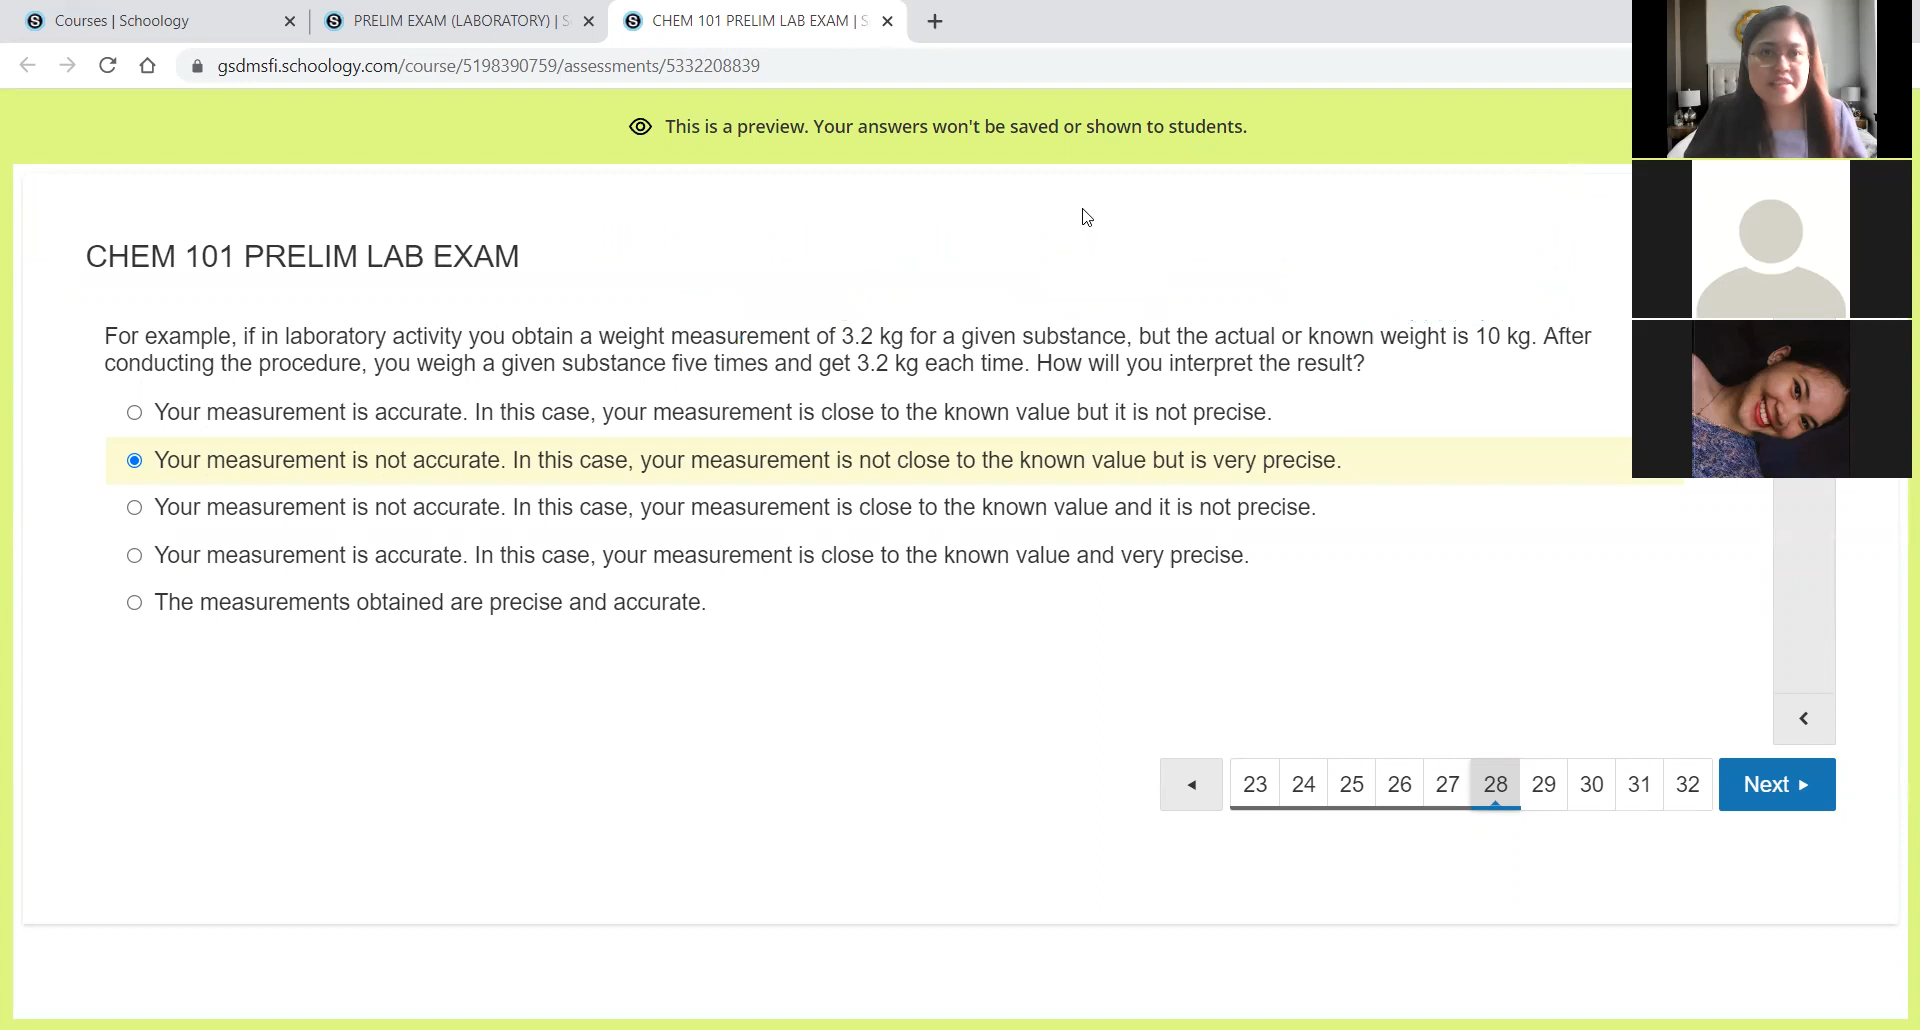 Courses | Schoology
PRELIM EXAM (LABORATORY) | S
CHEM 101 PRELIM LAB EXAM | S
gsdmsfi.schoology.com/course/5198390759/assessments/5332208839
This is a preview. Your answers won't be saved or shown to students.
CHEM 101 PRELIM LAB EXAM
For example, if in laboratory activity you obtain a weight measurement of 3.2 kg for a given substance, but the actual or known weight is 10 kg. After
conducting the procedure, you weigh a given substance five times and get 3.2 kg each time. How will you interpret the result?
Your measurement is accurate. In this case, your measurement is close to the known value but it is not precise.
Your measurement is not accurate. In this case, your measurement is not close to the known value but is very precise.
Your measurement is not accurate. In this case, your measurement is close to the known value and it is not precise.
Your measurement is accurate. In this case, your measurement is close to the known value and very precise.
The measurements obtained are precise and accurate.
23 24 25 26 27 28 29 30 31 32 Next